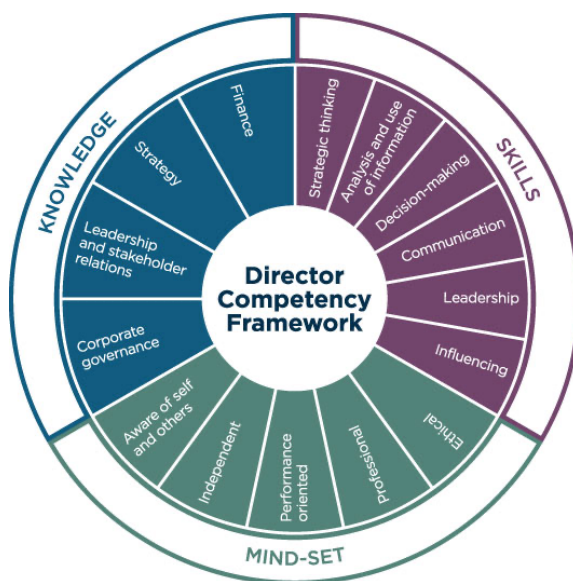 KNOWLEDGE
Finance
Strategy
Leadership
and stakeholder
relations
Corporate
governance
SKILLS
Strategic thinking
Analysis and use
of information
Decision-making
Communication
Leadership
Influencing
Director
Competency
Framework
MIND-SET
Aware of self
and others
Independent
Performance
oriented
Professional
Ethical